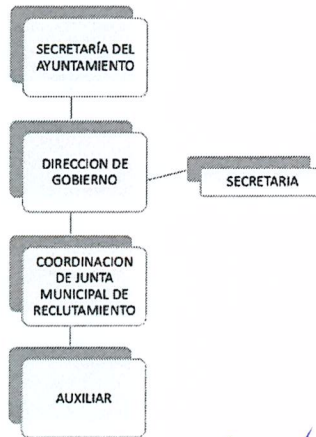 SECRETARÍA DEL
AYUNTAMIENTO
DIRECCION DE
GOBIERNO
SECRETARIA
COORDINACION
DE JUNTA
MUNICIPAL DE
RECLUTAMIENTO
AUXILIAR